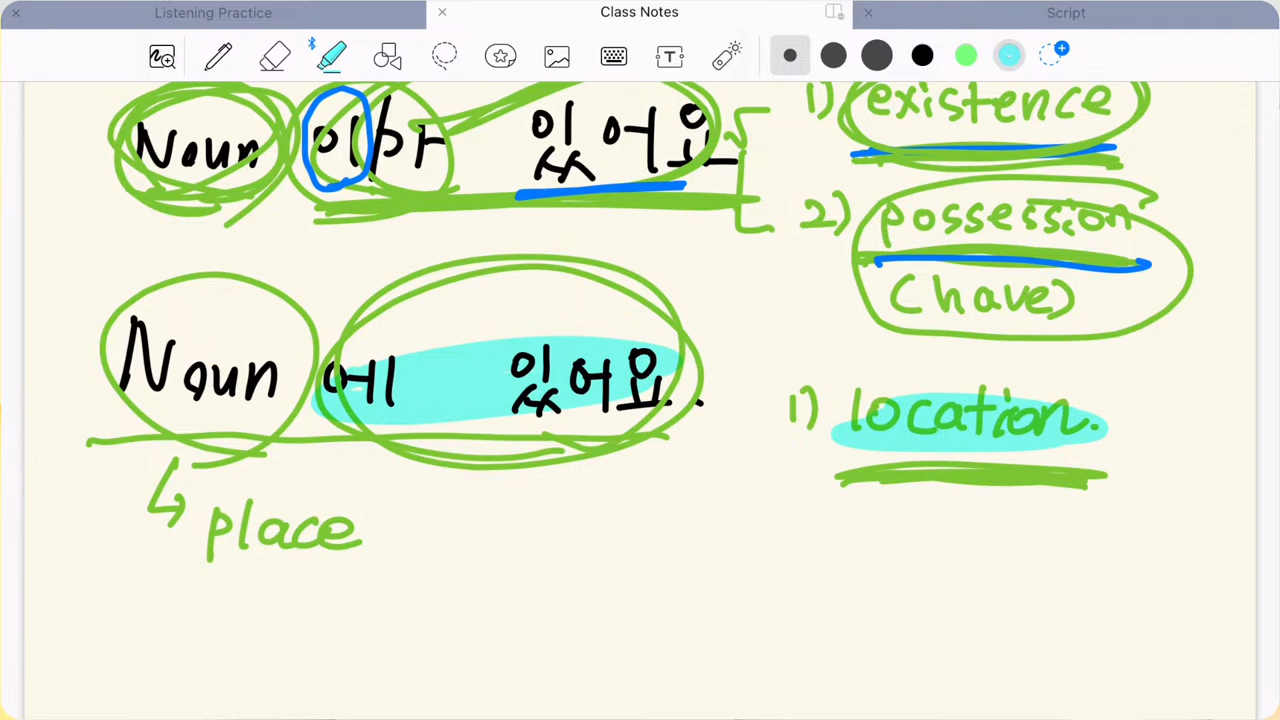 Listening Practice
Class Notes
Script
Noun 이/가 있어요
1) existence
2) possession
(have)
Noun 에 있어요.
1) location.
↳ place